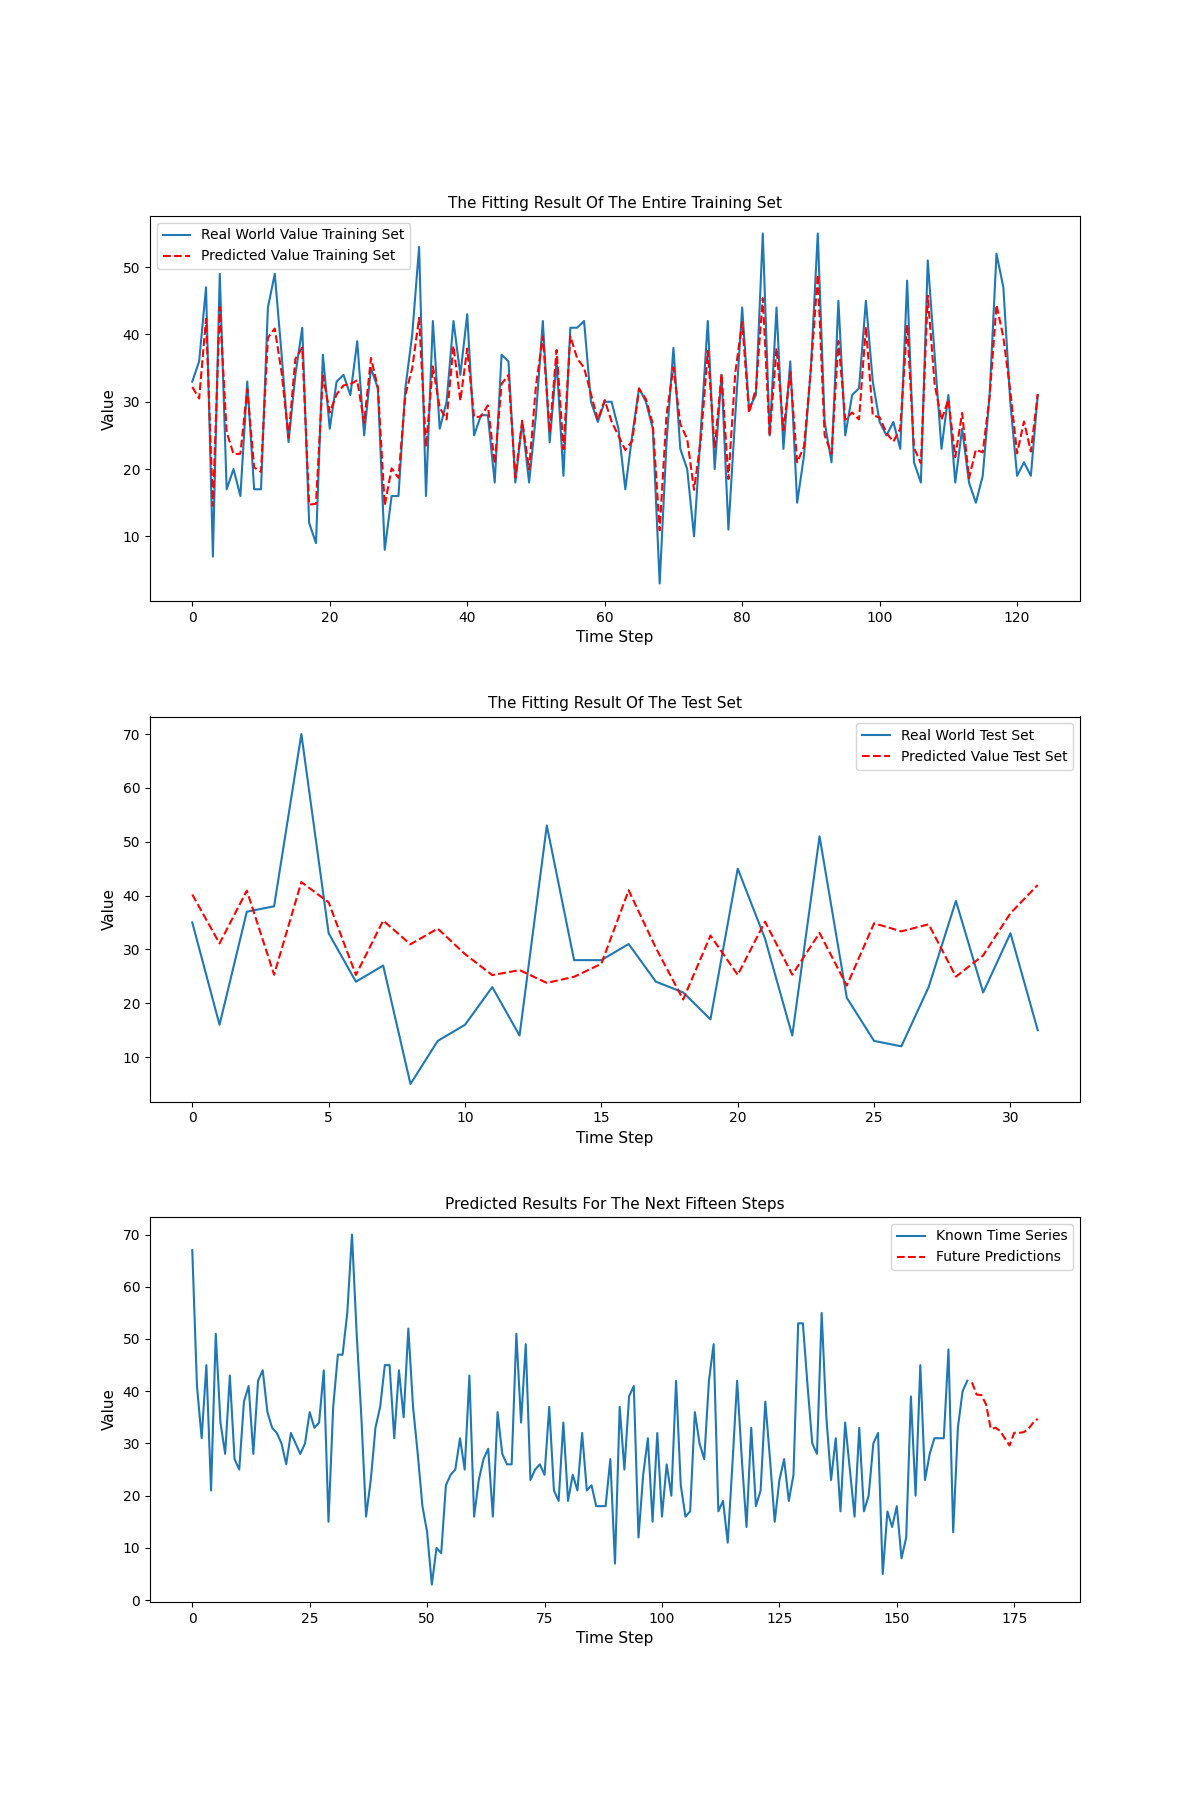 The Fitting Result Of The Entire Training Set
Real World Value Training Set
Predicted Value Training Set
50
40
30
20
10
Value
0 20 40 60 80 100 120
Time Step
The Fitting Result Of The Test Set
Real World Test Set
Predicted Value Test Set
70
60
50
40
30
20
10
Value
0 5 10 15 20 25 30
Time Step
Predicted Results For The Next Fifteen Steps
Known Time Series
Future Predictions
70
60
50
40
30
20
10
0
Value
0 25 50 75 100 125 150 175
Time Step